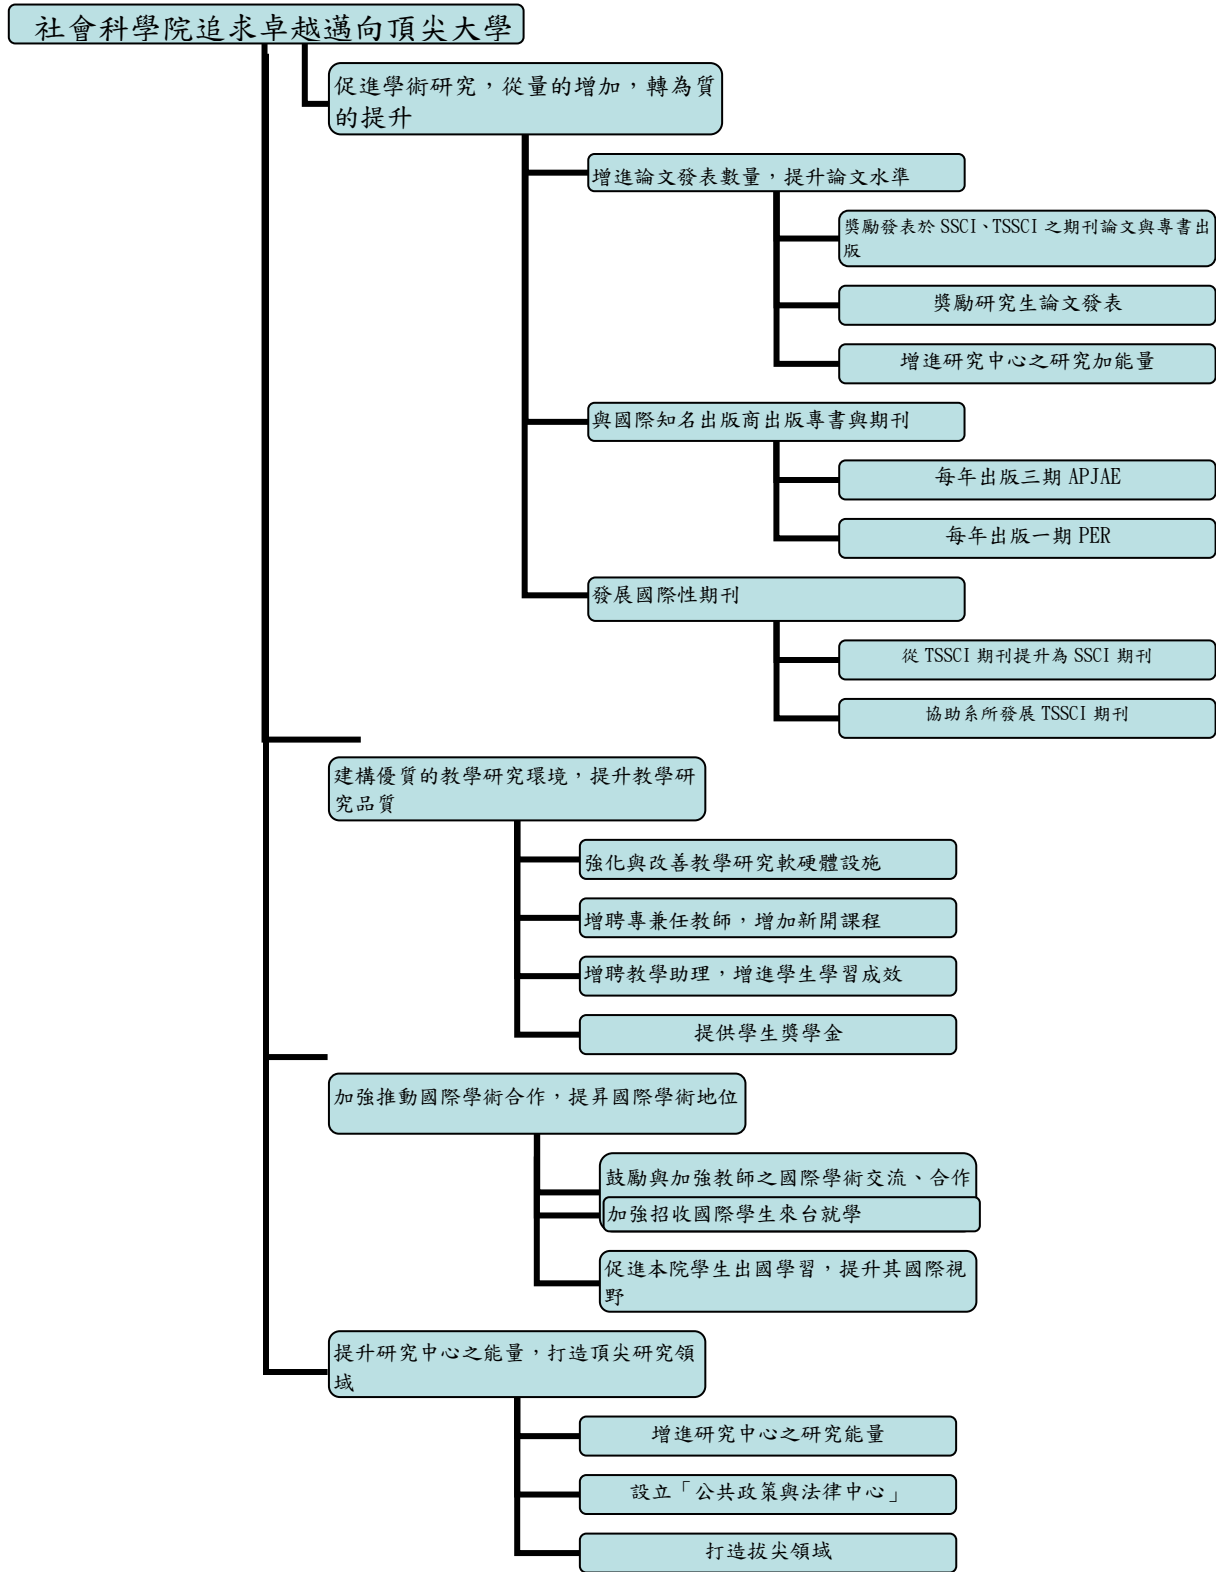 社會科學院追求卓越邁向頂尖大學
促進學術研究，從量的增加，轉為質
的提升
增進論文發表數量，提升論文水準
獎勵發表於 SSCI、TSSCI 之期刊論文與專書出
版
獎勵研究生論文發表
增進研究中心之研究加能量
與國際知名出版商出版專書與期刊
每年出版三期 APJAE
每年出版一期 PER
發展國際性期刊
從 TSSCI 期刊提升為 SSCI 期刊
協助系所發展 TSSCI 期刊
建構優質的教學研究環境，提升教學研
究品質
強化與改善教學研究軟硬體設施
增聘專兼任教師，增加新開課程
增聘教學助理，增進學生學習成效
提供學生獎學金
加強推動國際學術合作，提昇國際學術地位
鼓勵與加強教師之國際學術交流、合作
加強招收國際學生來台就學
促進本院學生出國學習，提升其國際視
野
提升研究中心之能量，打造頂尖研究領
域
增進研究中心之研究能量
設立「公共政策與法律中心」
打造拔尖領域